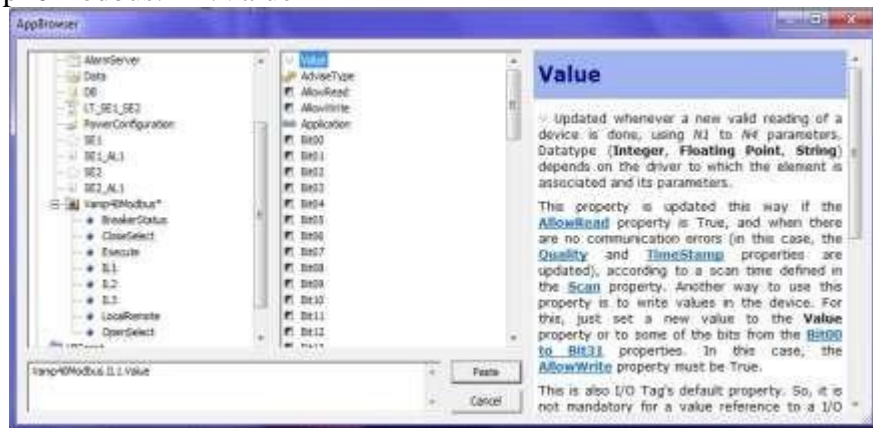 AppBrowser
AlarmServer
Data
DB
LT_SE1_SE2
PowerConfiguration
SE1
SE1_AL1
SE2
SE2_AL1
Vamp40Modbus*
BreakerStatus
CloseSelect
Execute
IL1
IL2
IL3
LocalRemote
OpenSelect
Value
AdviseType
AllowRead
AllowWrite
Application
Bit00
Bit01
Bit02
Bit03
Bit04
Bit05
Bit06
Bit07
Bit08
Bit09
Bit10
Bit11
Bit12
Vamp40Modbus.IL1.Value
Paste
Cancel
Value
Updated whenever a new valid reading of a
device is done, using N1 to N4 parameters.
Datatype (Integer, Floating Point, String)
depends on the driver to which the element is
associated and its parameters.
This property is updated this way if the
AllowRead property is True, and when there
are no communication errors (in this case, the
Quality and TimeStamp properties are
updated), according to a scan time defined in
the Scan property. Another way to use this
property is to write values in the device. For
this, just set a new value to the Value
property or to some of the bits from the Bit00
to Bit31 properties. In this case, the
AllowWrite property must be True.
This is also I/O Tag's default property. So, it is
not mandatory for a value reference to a I/O